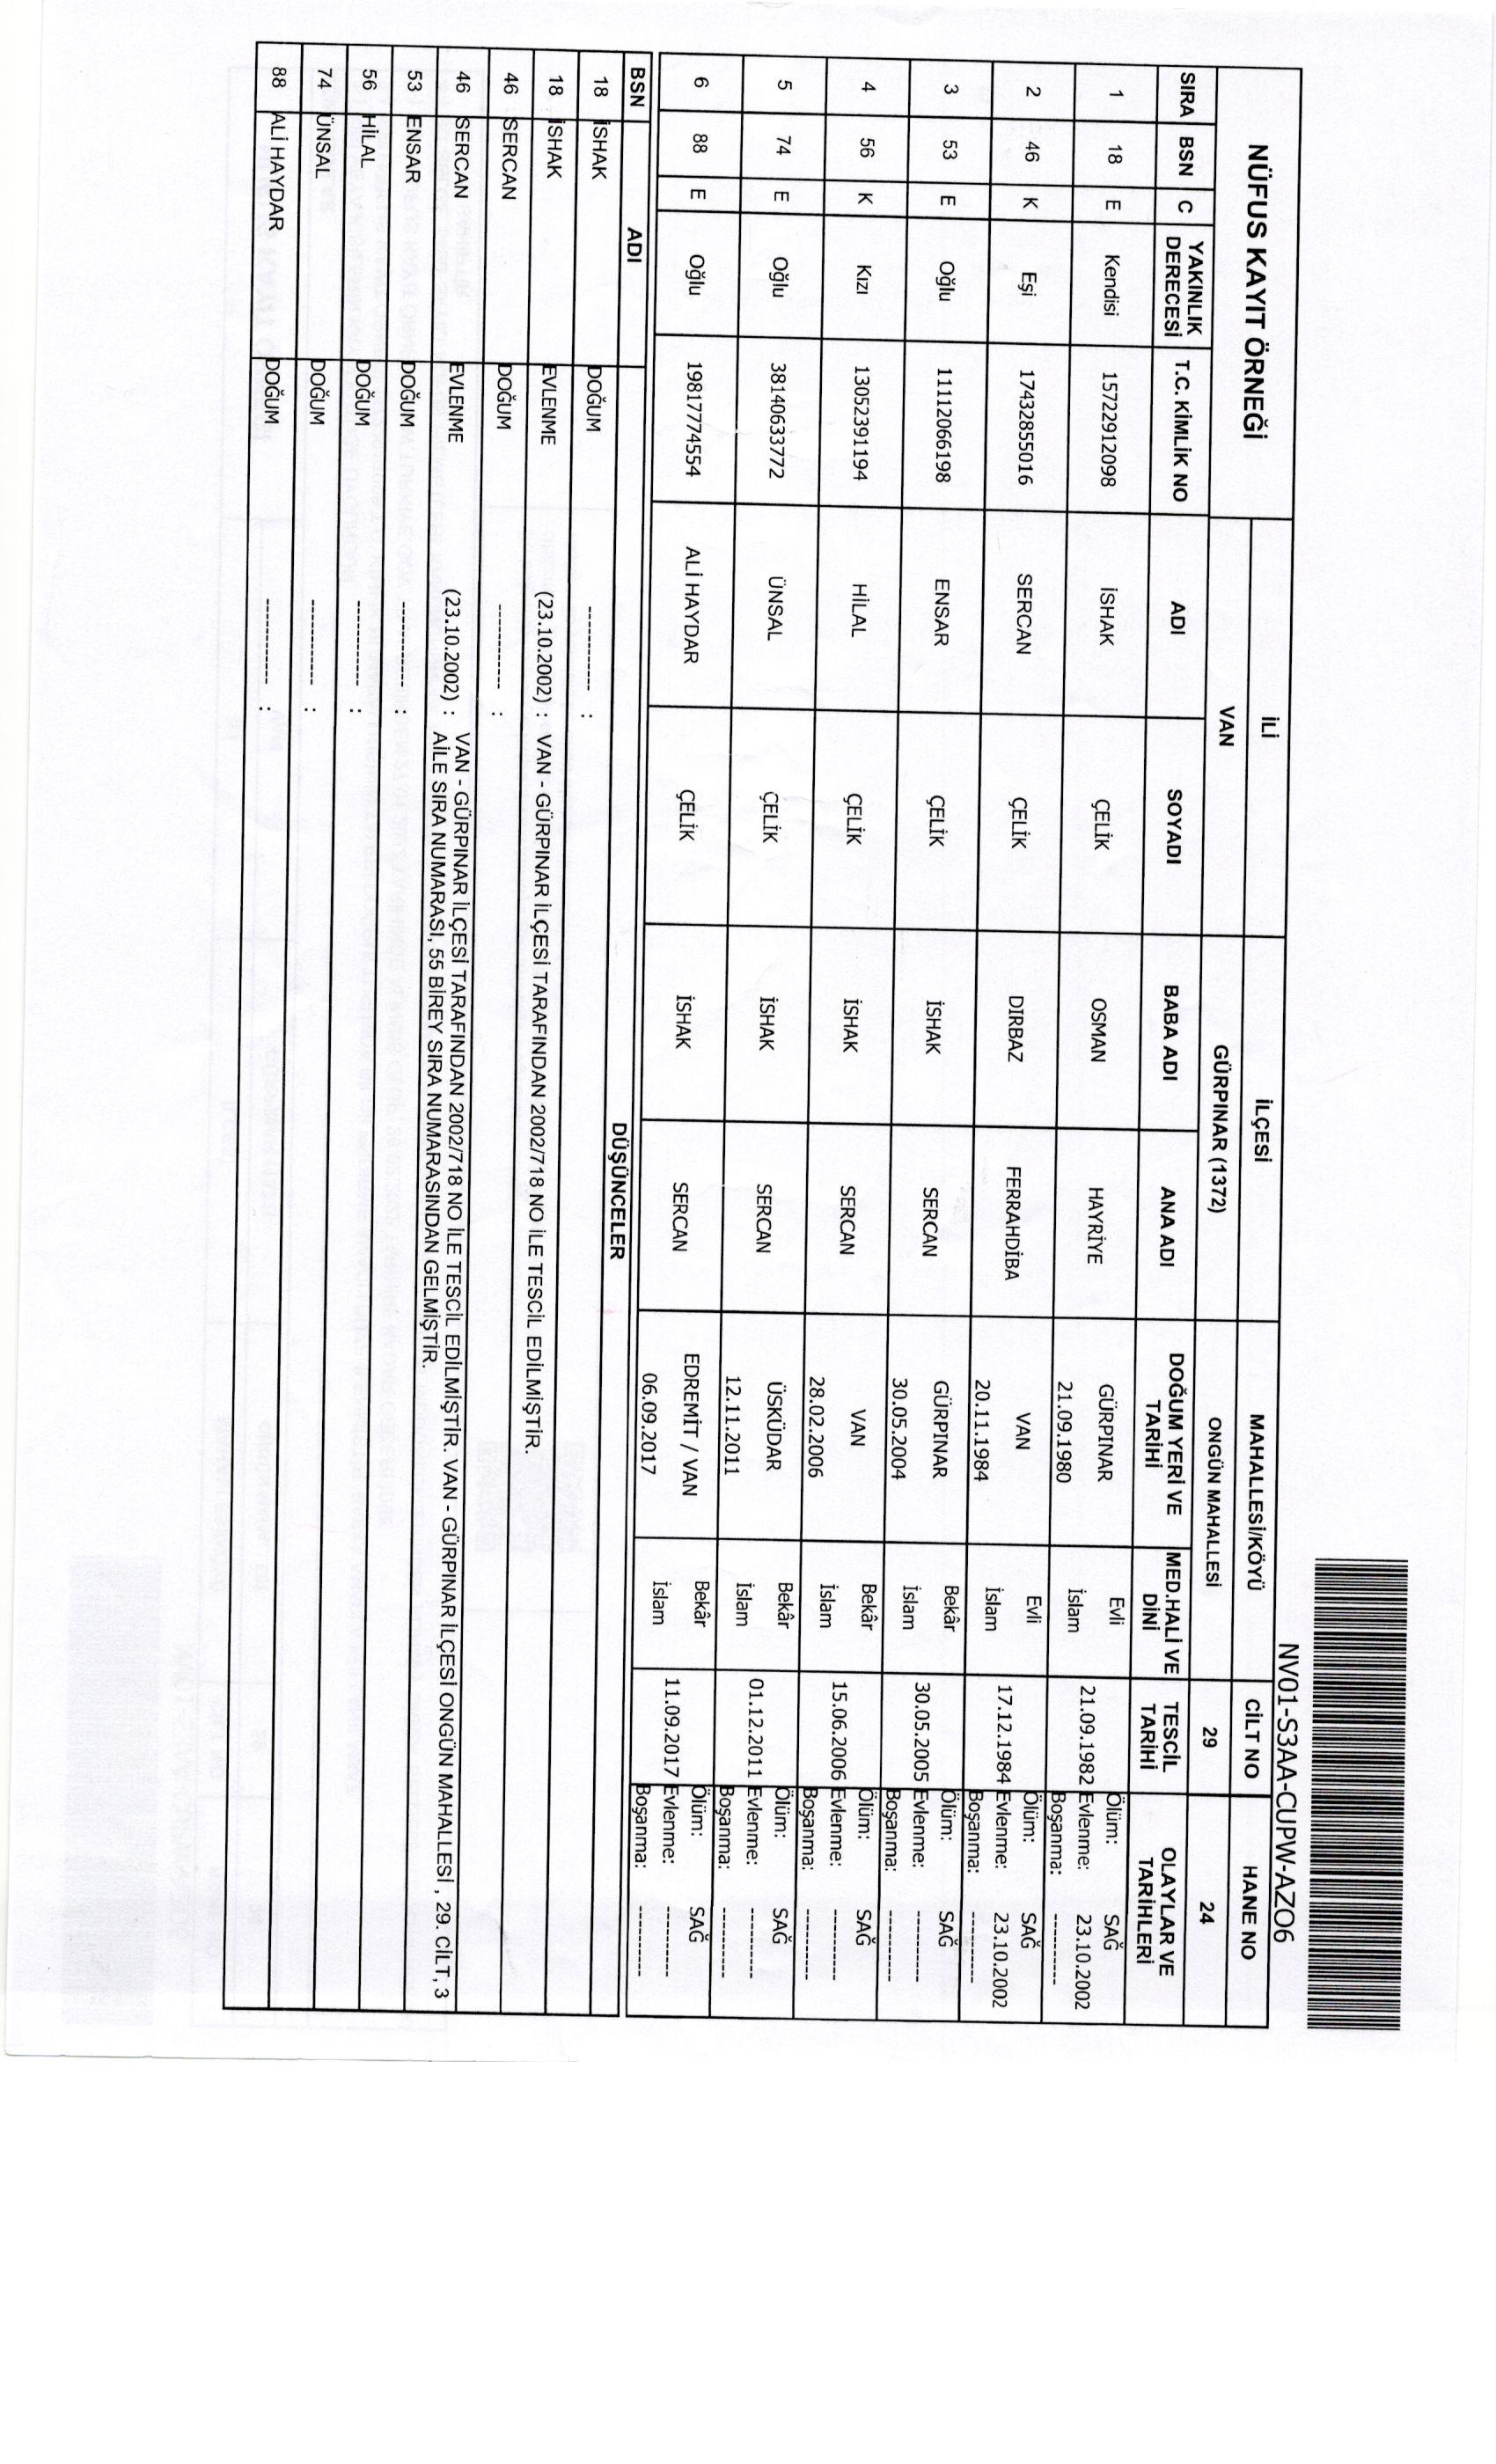 NV01-S3AA-CUPW-AZO6
NÜFUS KAYIT ÖRNEĞİ İLİ İLÇESİ MAHALLESİ/KÖYÜ CİLT NO HANE NO
VAN GÜRPINAR (1372) ONGÜN MAHALLESİ 29 24
SIRA BSN C YAKINLIK DERECESİ T.C. KİMLİK NO ADI SOYADI BABA ADI ANA ADI DOĞUM YERİ VE TARİHİ MED.HALİ VE DİNİ TESCİL TARİHİ OLAYLAR VE TARİHLERİ
1 18 E Kendisi 15722912098 İSHAK ÇELİK OSMAN HAYRİYE GÜRPINAR 21.09.1980 Evli İslam 21.09.1982 Ölüm: SAĞ
Evlenme: 23.10.2002
Boşanma: ----------
2 46 K Eşi 17432855016 SERCAN ÇELİK DIRBAZ FERRAHDİBA VAN 20.11.1984 Evli İslam 17.12.1984 Ölüm: SAĞ
Evlenme: 23.10.2002
Boşanma: ----------
3 53 E Oğlu 11112066198 ENSAR ÇELİK İSHAK SERCAN GÜRPINAR 30.05.2004 Bekâr İslam 30.05.2005 Ölüm: SAĞ
Evlenme: ----------
Boşanma: ----------
4 56 K Kızı 13052391194 HİLAL ÇELİK İSHAK SERCAN VAN 28.02.2006 Bekâr İslam 15.06.2006 Ölüm: SAĞ
Evlenme: ----------
Boşanma: ----------
5 74 E Oğlu 38140633772 ÜNSAL ÇELİK İSHAK SERCAN ÜSKÜDAR 12.11.2011 Bekâr İslam 01.12.2011 Ölüm: SAĞ
Evlenme: ----------
Boşanma: ----------
6 88 E Oğlu 19817774554 ALİ HAYDAR ÇELİK İSHAK SERCAN EDREMİT / VAN 06.09.2017 Bekâr İslam 11.09.2017 Ölüm: SAĞ
Evlenme: ----------
Boşanma: ----------
BSN ADI DÜŞÜNCELER
18 İSHAK DOĞUM ---------- :
18 İSHAK EVLENME (23.10.2002) : VAN - GÜRPINAR İLÇESİ TARAFINDAN 2002/718 NO İLE TESCİL EDİLMİŞTİR.
46 SERCAN DOĞUM ---------- :
46 SERCAN EVLENME (23.10.2002) : VAN - GÜRPINAR İLÇESİ TARAFINDAN 2002/718 NO İLE TESCİL EDİLMİŞTİR. VAN - GÜRPINAR İLÇESİ ONGÜN MAHALLESİ , 29. CİLT, 3
AİLE SIRA NUMARASI, 55 BİREY SIRA NUMARASINDAN GELMİŞTİR.
53 ENSAR DOĞUM ---------- :
56 HİLAL DOĞUM ---------- :
74 ÜNSAL DOĞUM ---------- :
88 ALİ HAYDAR DOĞUM ---------- :